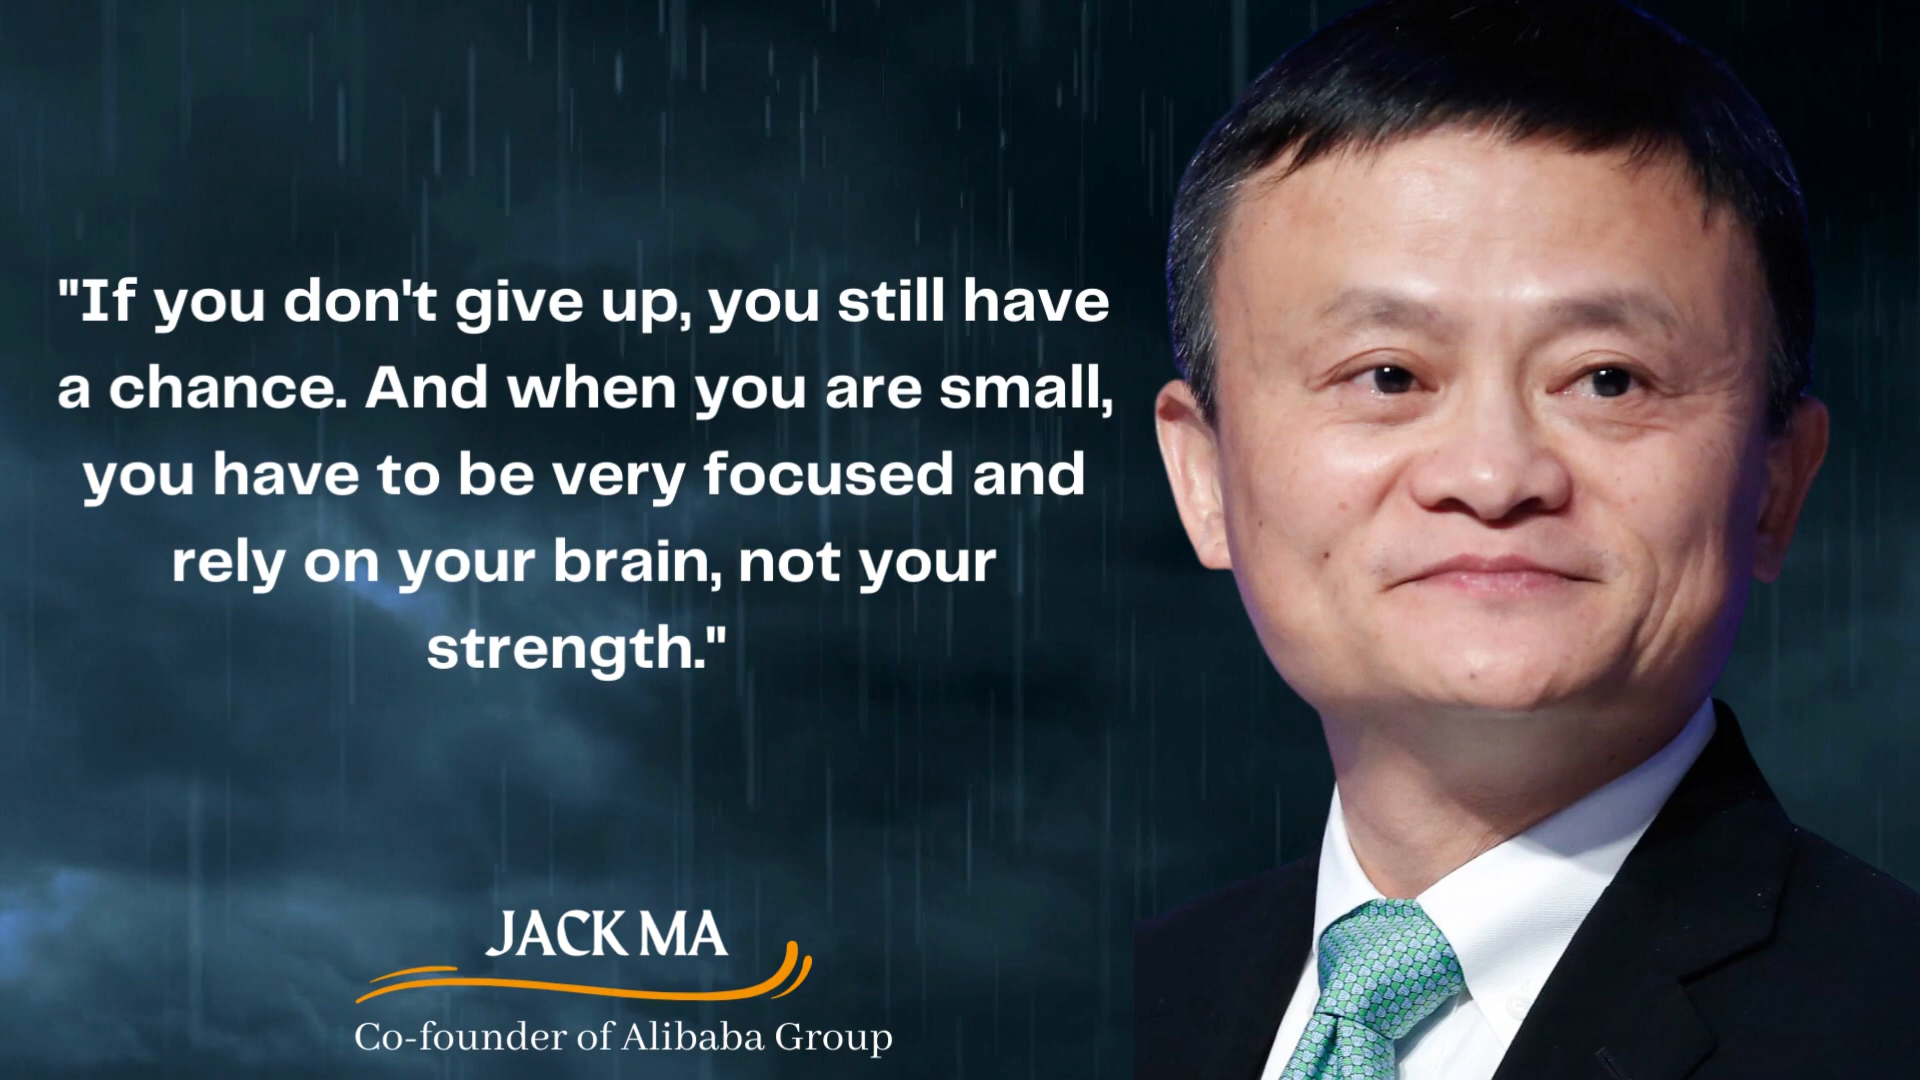 "If you don't give up, you still have
a chance. And when you are small,
you have to be very focused and
rely on your brain, not your
strength."
JACK MA
Co-founder of Alibaba Group